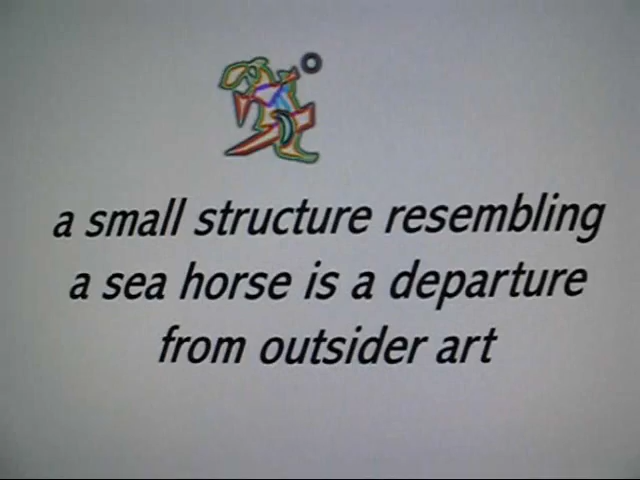 a small structure resembling
a sea horse is a departure
from outsider art